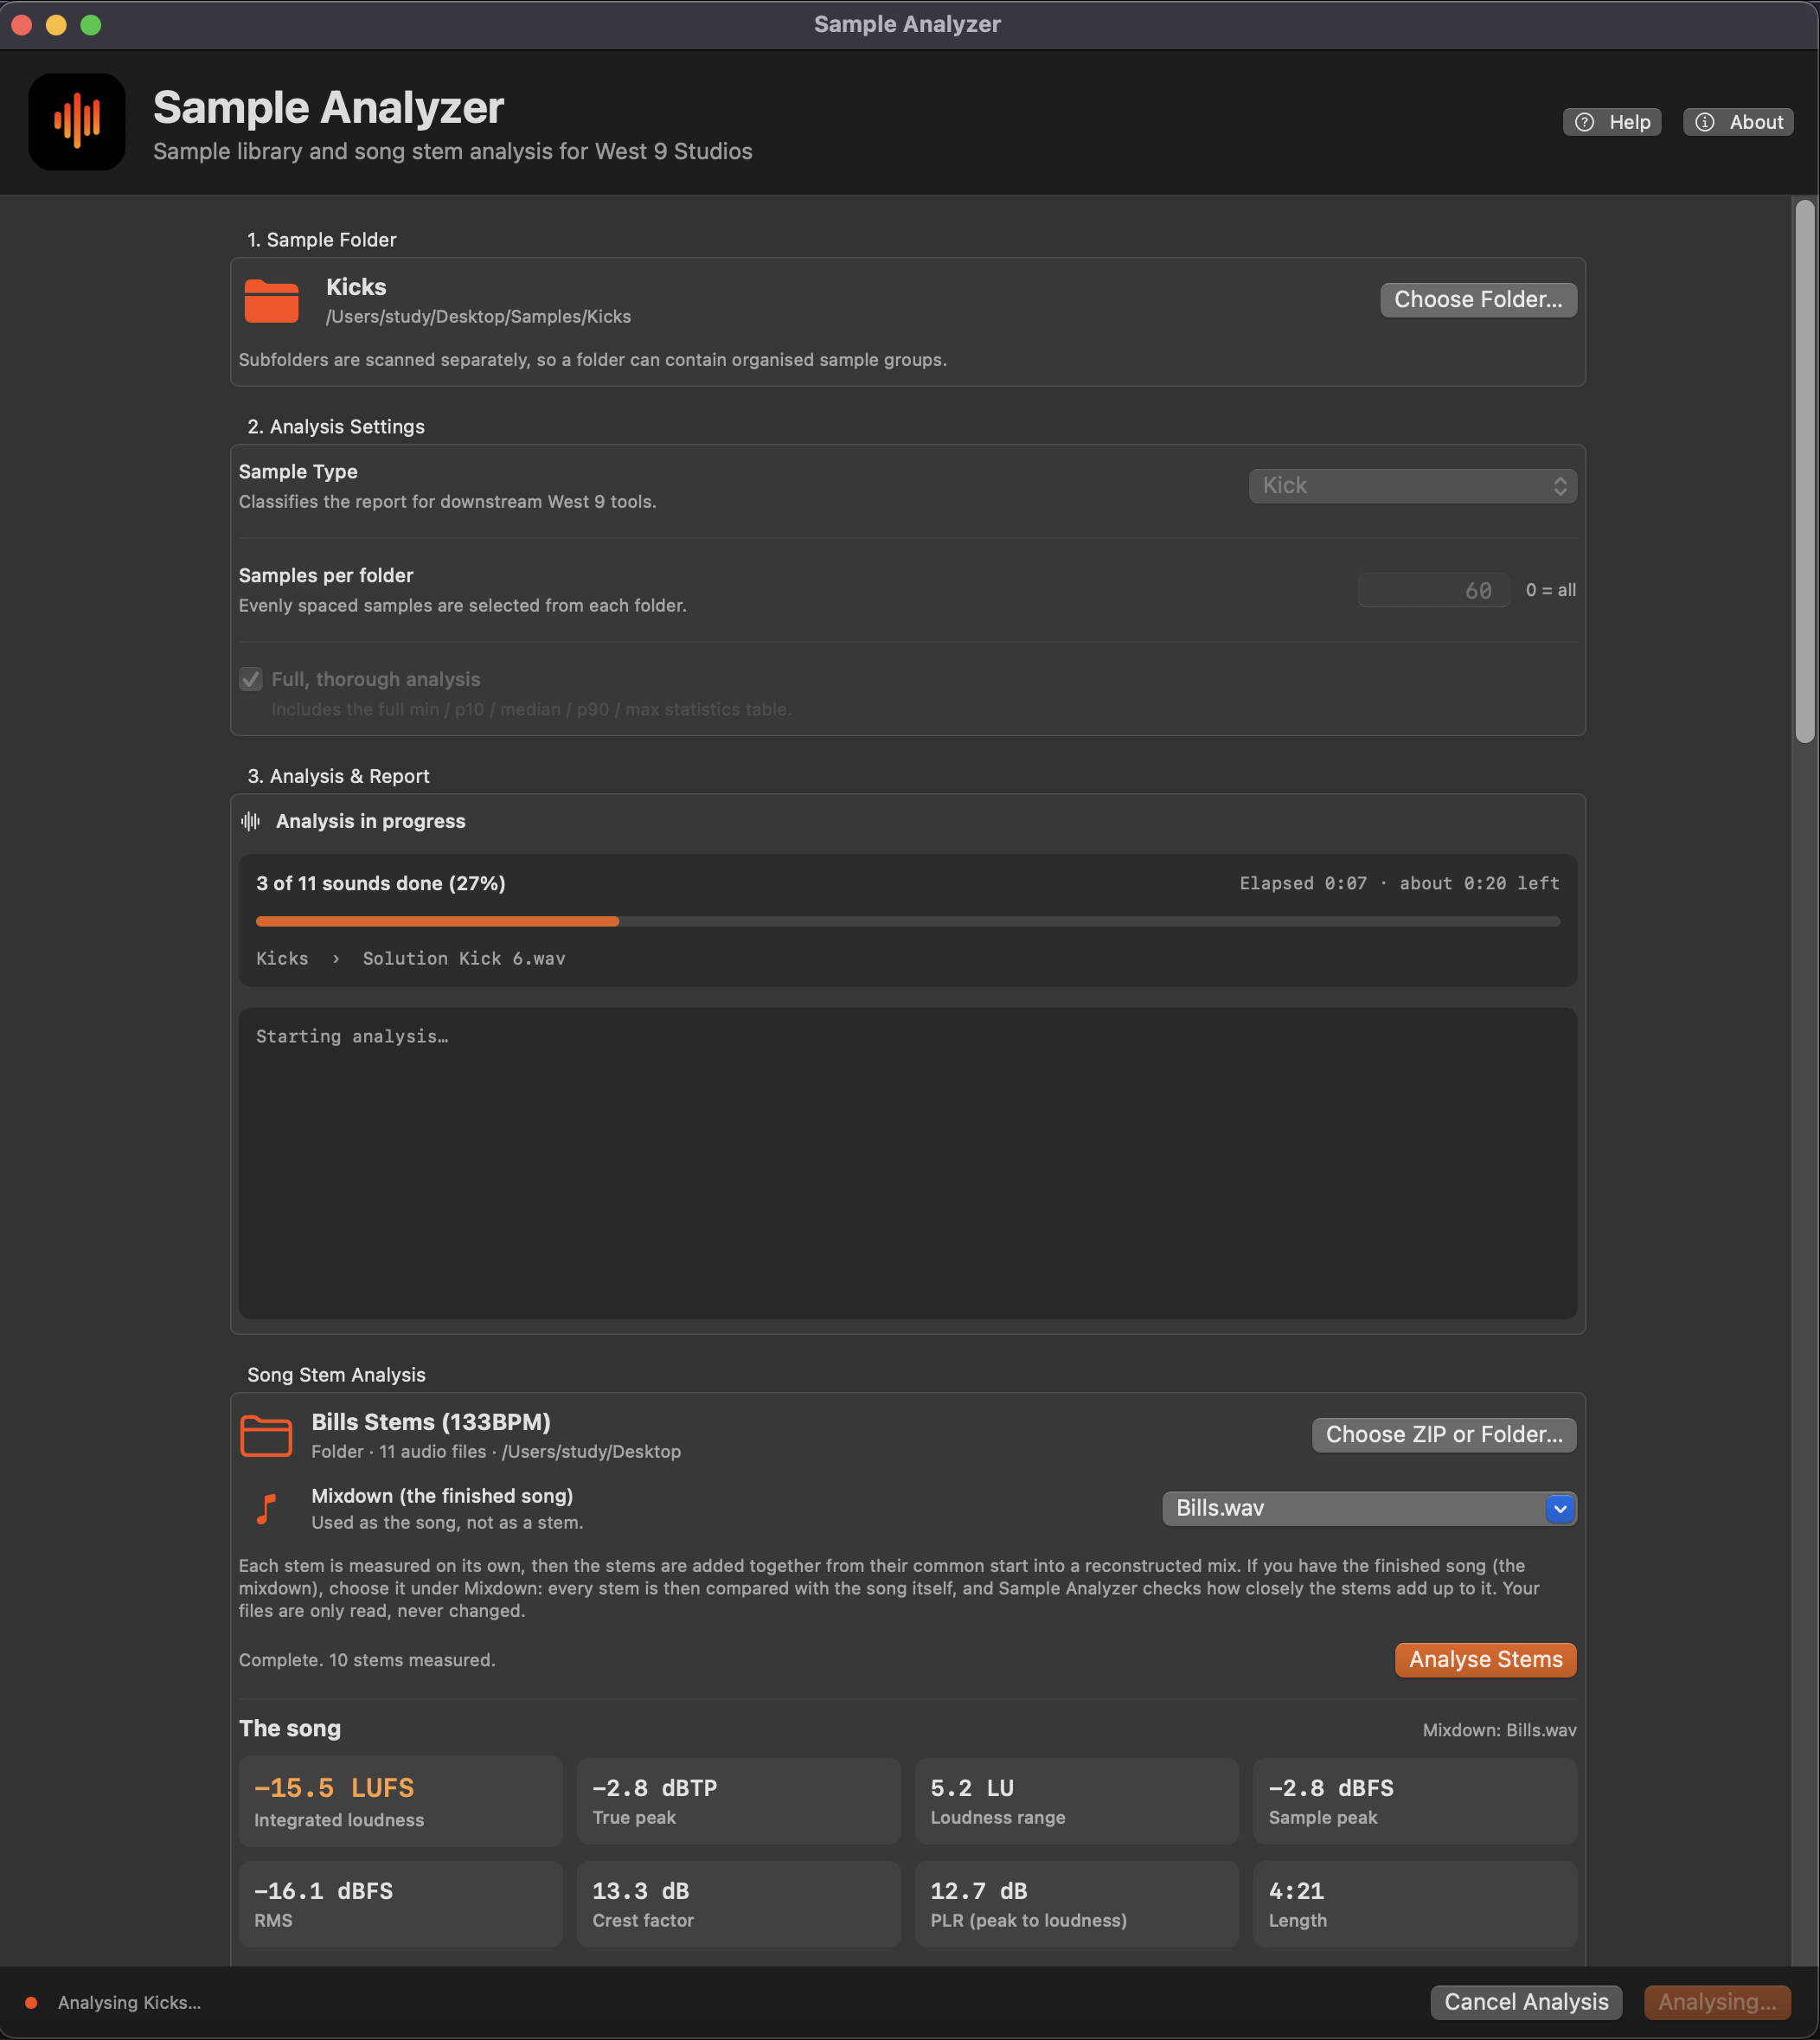 Sample Analyzer
Sample Analyzer
Sample library and song stem analysis for West 9 Studios
Help
About
1. Sample Folder
Kicks
/Users/study/Desktop/Samples/Kicks
Choose Folder...
Subfolders are scanned separately, so a folder can contain organised sample groups.
2. Analysis Settings
Sample Type
Classifies the report for downstream West 9 tools.
Kick
Samples per folder
Evenly spaced samples are selected from each folder.
60
0 = all
Full, thorough analysis
Includes the full min / p10 / median / p90 / max statistics table.
3. Analysis & Report
Analysis in progress
3 of 11 sounds done (27%)
Elapsed 0:07 · about 0:20 left
Kicks › Solution Kick 6.wav
Starting analysis…
Song Stem Analysis
Bills Stems (133BPM)
Folder · 11 audio files · /Users/study/Desktop
Choose ZIP or Folder...
Mixdown (the finished song)
Used as the song, not as a stem.
Bills.wav
Each stem is measured on its own, then the stems are added together from their common start into a reconstructed mix. If you have the finished song (the
mixdown), choose it under Mixdown: every stem is then compared with the song itself, and Sample Analyzer checks how closely the stems add up to it. Your
files are only read, never changed.
Complete. 10 stems measured.
Analyse Stems
The song
Mixdown: Bills.wav
−15.5 LUFS
Integrated loudness
−2.8 dBTP
True peak
5.2 LU
Loudness range
−2.8 dBFS
Sample peak
−16.1 dBFS
RMS
13.3 dB
Crest factor
12.7 dB
PLR (peak to loudness)
4:21
Length
Analysing Kicks...
Cancel Analysis
Analysing...